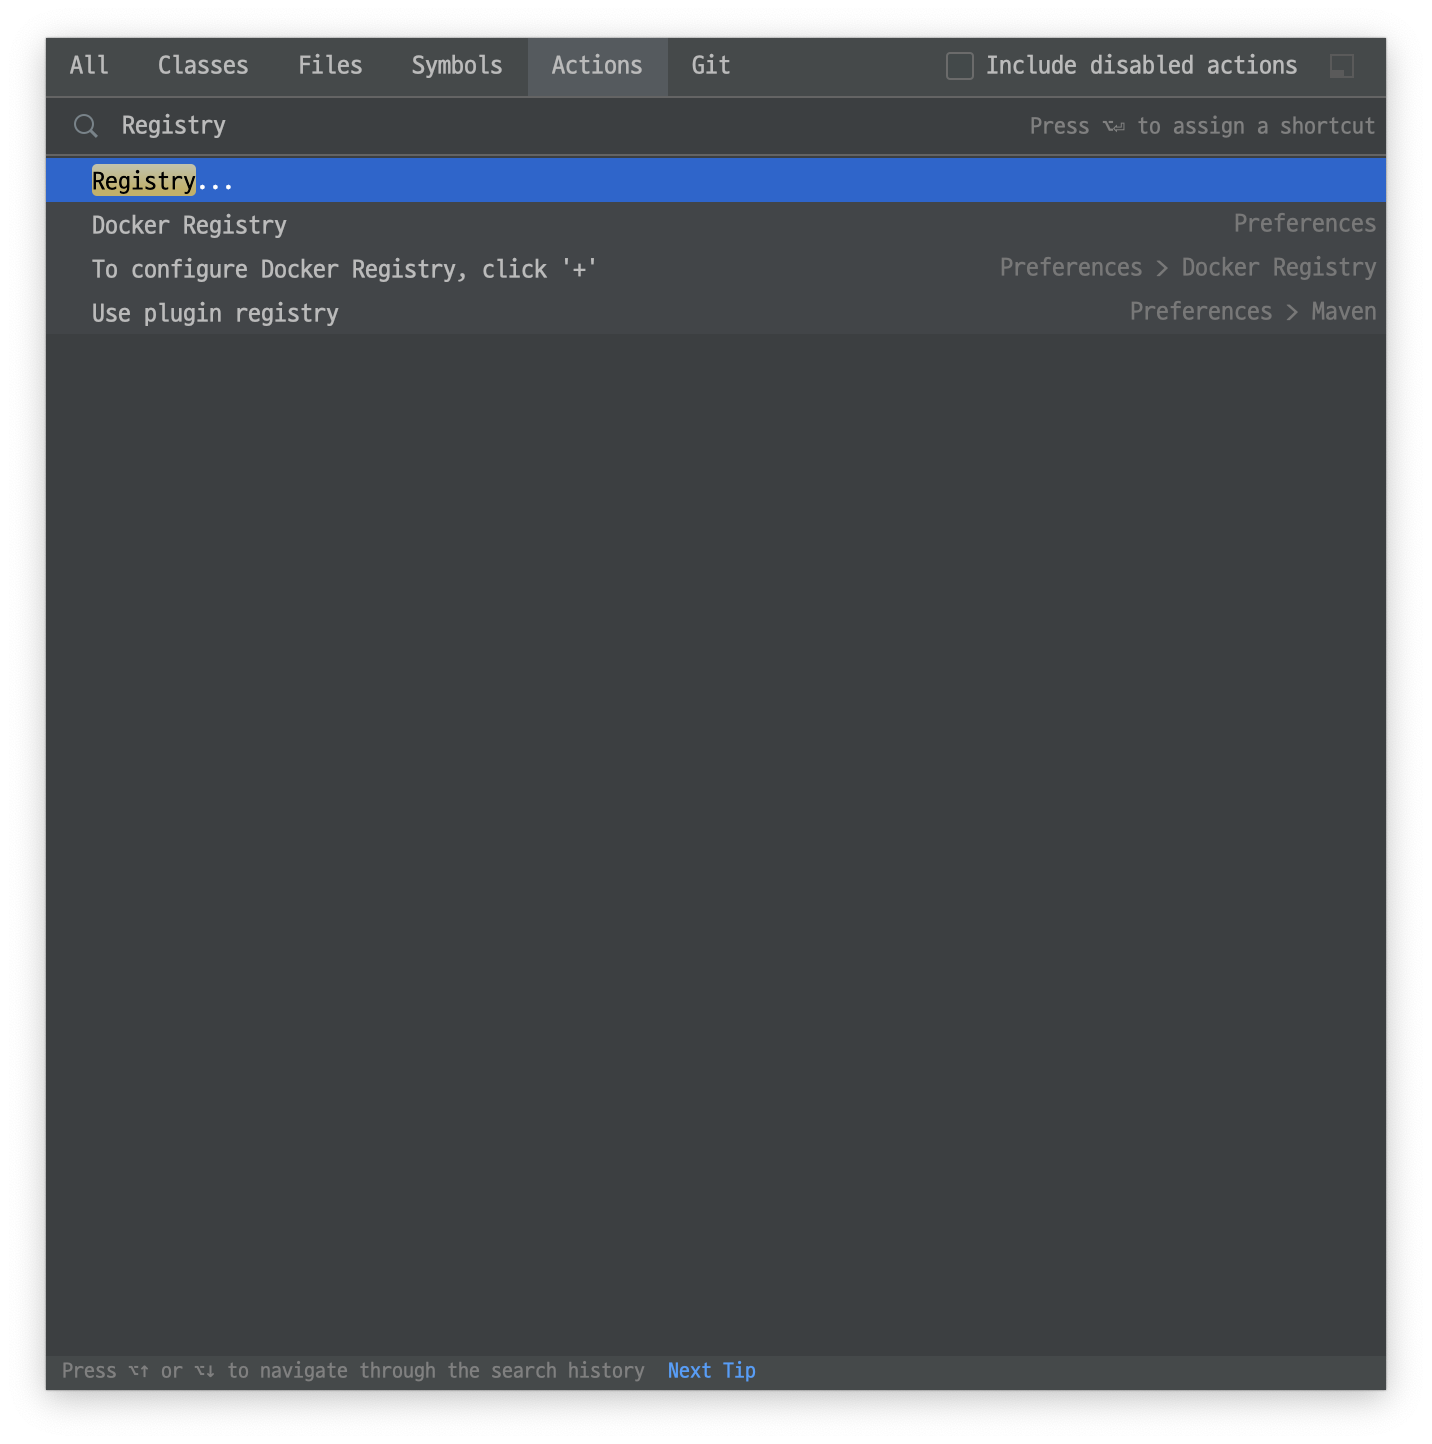 All Classes Files Symbols Actions Git Include disabled actions
Registry Press ⌥⏎ to assign a shortcut
Registry...
Docker Registry Preferences
To configure Docker Registry, click '+' Preferences > Docker Registry
Use plugin registry Preferences > Maven
Press ⌥↑ or ⌥↓ to navigate through the search history Next Tip